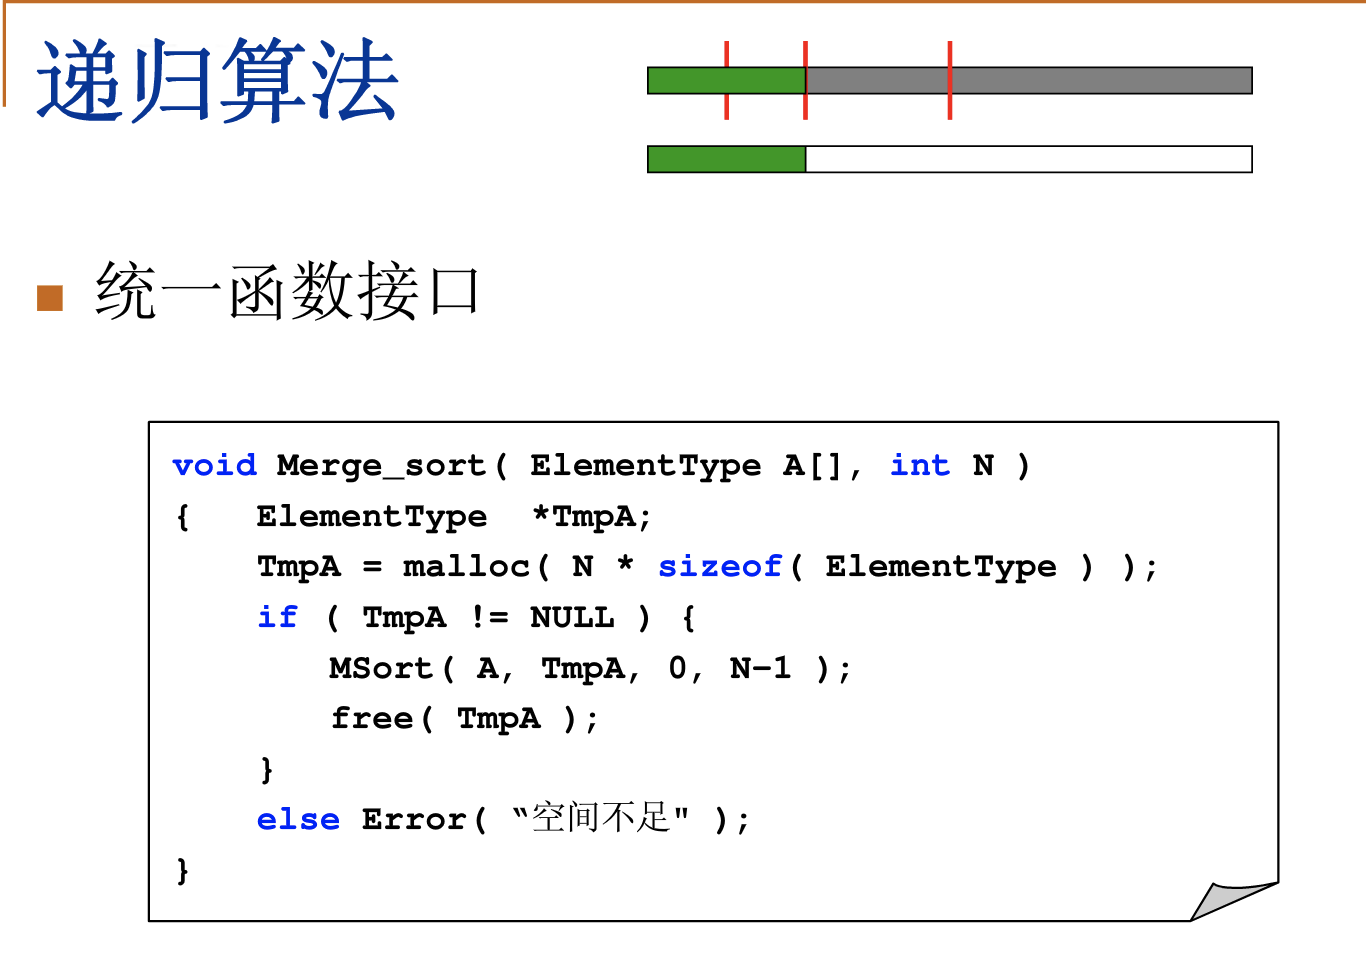 递归算法
统一函数接口
void Merge_sort( ElementType A[], int N )
{   ElementType  *TmpA;
    TmpA = malloc( N * sizeof( ElementType ) );
    if ( TmpA != NULL ) {
        MSort( A, TmpA, 0, N-1 );
        free( TmpA );
    }
    else Error( “空间不足" );
}